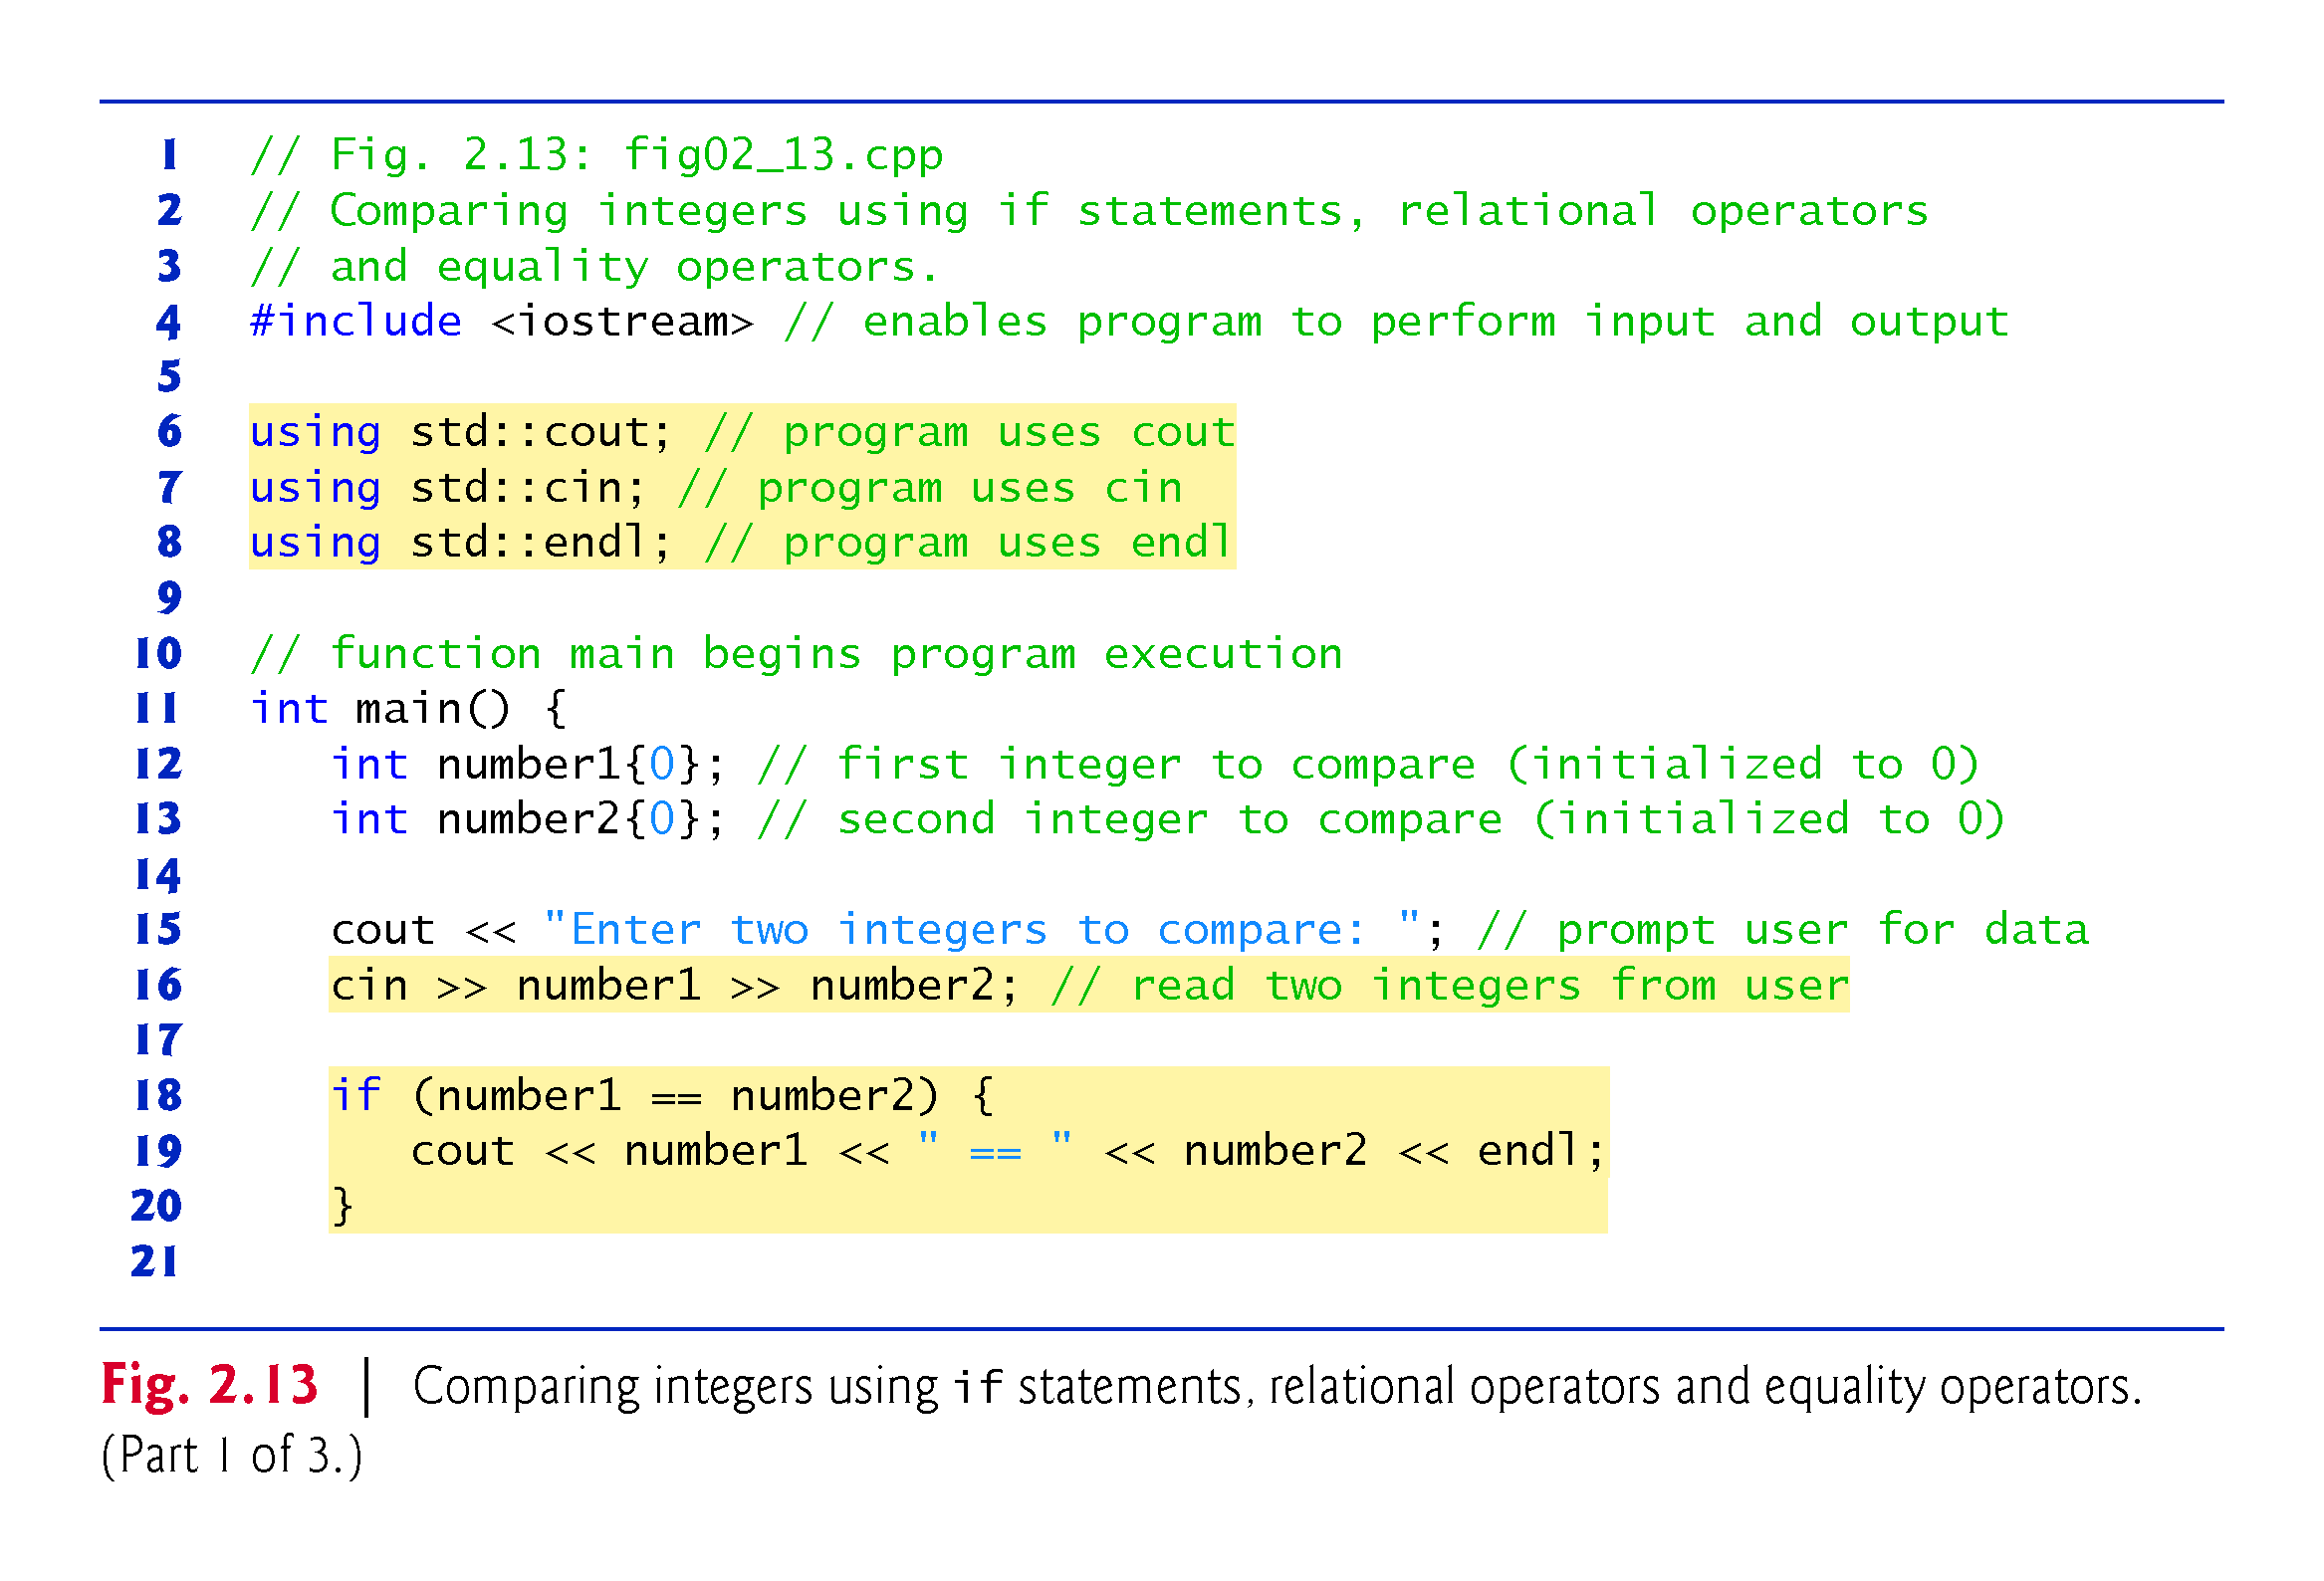 1 // Fig. 2.13: fig02_13.cpp
2 // Comparing integers using if statements, relational operators
3 // and equality operators.
4 #include <iostream> // enables program to perform input and output
5
6 using std::cout; // program uses cout
7 using std::cin; // program uses cin
8 using std::endl; // program uses endl
9
10 // function main begins program execution
11 int main() {
12    int number1{0}; // first integer to compare (initialized to 0)
13    int number2{0}; // second integer to compare (initialized to 0)
14
15    cout << "Enter two integers to compare: "; // prompt user for data
16    cin >> number1 >> number2; // read two integers from user
17
18    if (number1 == number2) {
19       cout << number1 << " == " << number2 << endl;
20    }
21
Fig. 2.13 | Comparing integers using if statements, relational operators and equality operators.
(Part 1 of 3.)